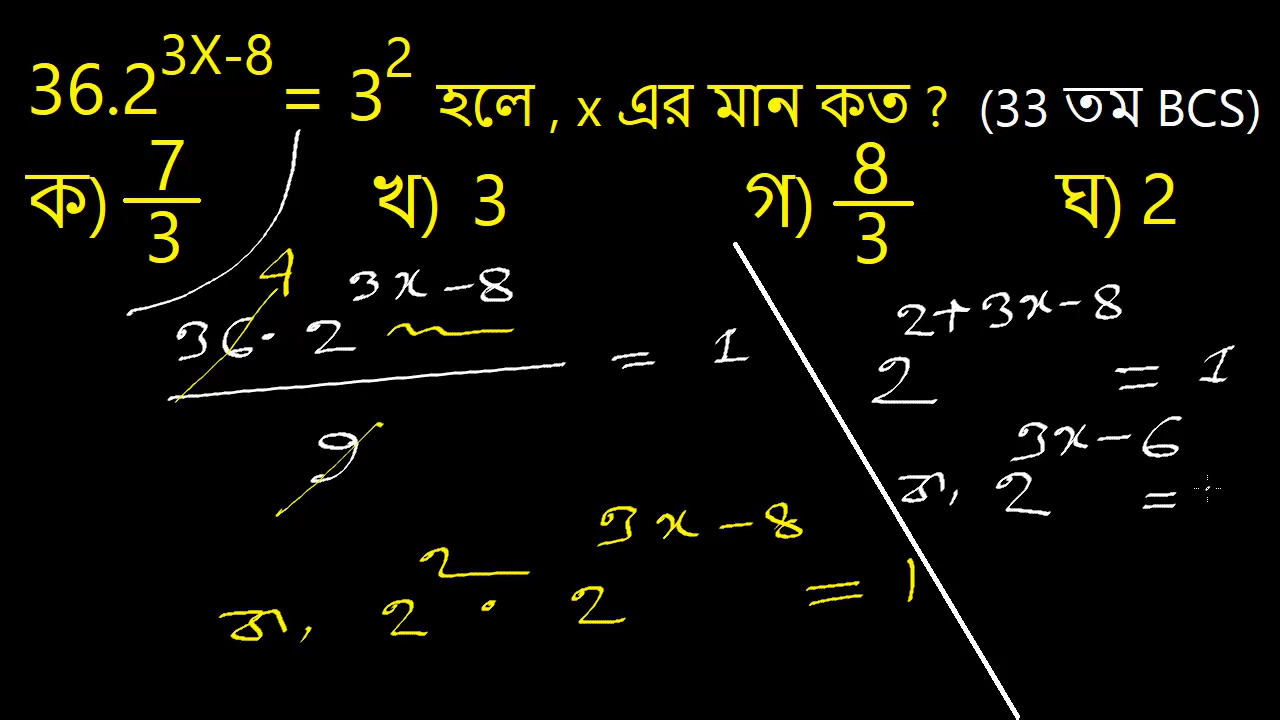 36.2^{3X-8} = 3^2 হলে , x এর মান কত ? (33 তম BCS)
ক) 7/3 খ) 3 গ) 8/3 ঘ) 2
4
36 · 2^{3x-8} / 9 = 1
বা, 2^2 · 2^{3x-8} = 1
2^{2+3x-8} = 1
বা, 2^{3x-6} =